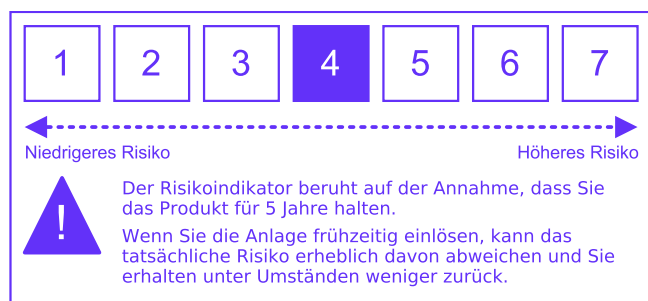 1 2 3 4 5 6 7
Niedrigeres Risiko Höheres Risiko
!
Der Risikoindikator beruht auf der Annahme, dass Sie
das Produkt für 5 Jahre halten.
Wenn Sie die Anlage frühzeitig einlösen, kann das
tatsächliche Risiko erheblich davon abweichen und Sie
erhalten unter Umständen weniger zurück.